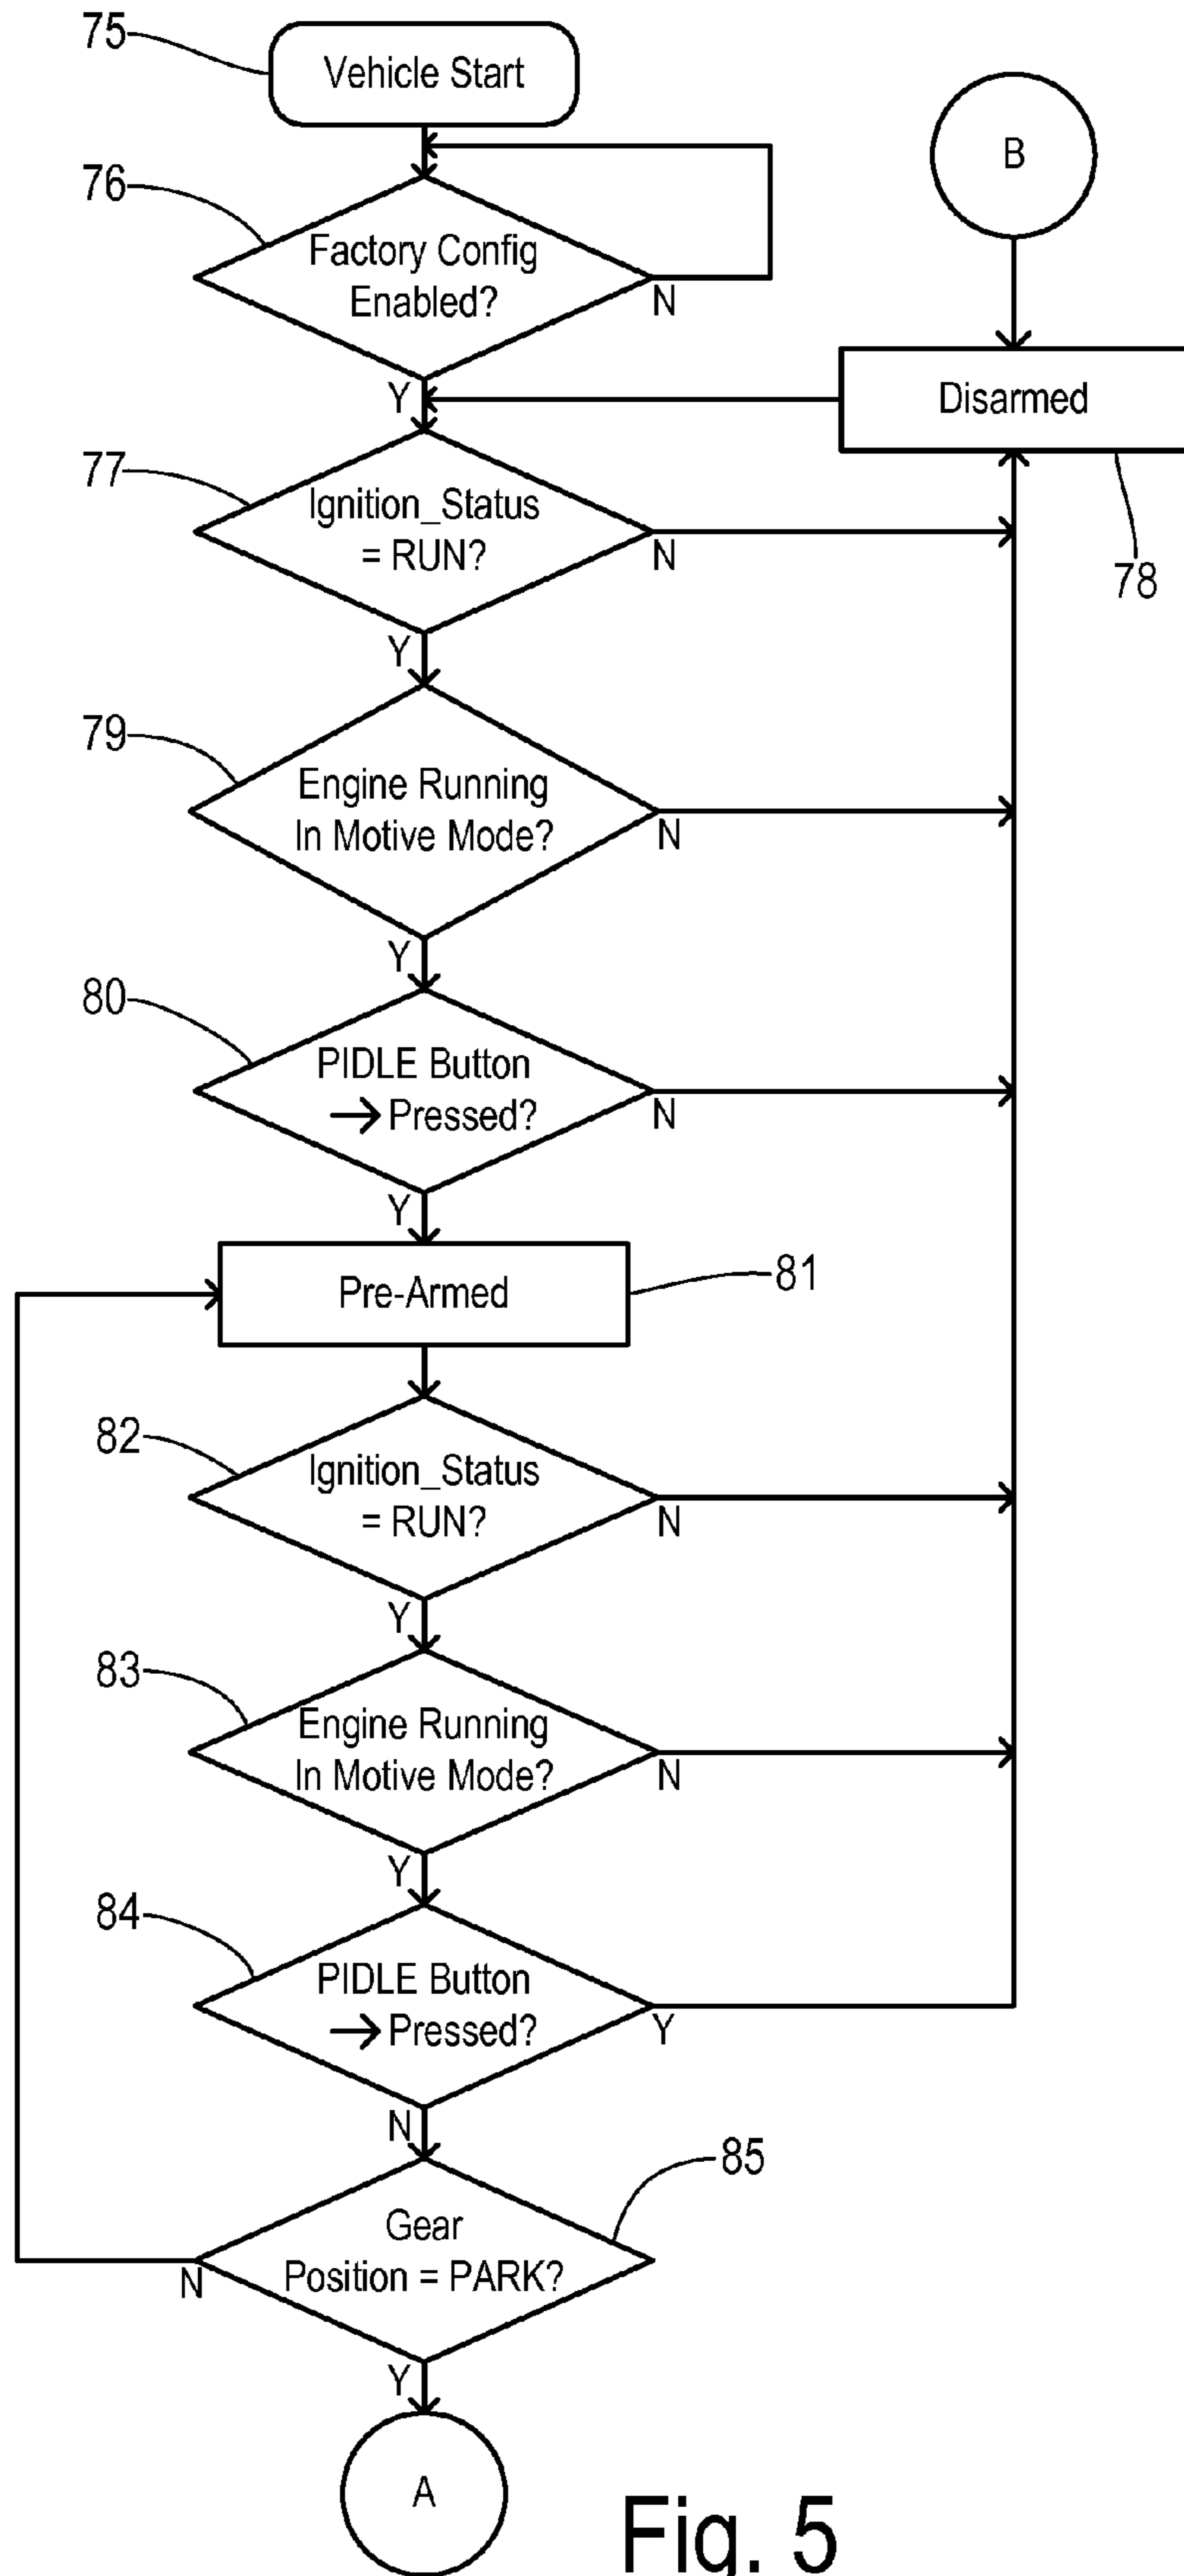 75
Vehicle Start
B
76
Factory Config
Enabled?
N
Y
Disarmed
78
77
Ignition_Status
= RUN?
N
Y
79
Engine Running
In Motive Mode?
N
Y
80
PIDLE Button
→ Pressed?
N
Y
Pre-Armed
81
82
Ignition_Status
= RUN?
N
Y
83
Engine Running
In Motive Mode?
N
Y
84
PIDLE Button
→ Pressed?
Y
N
85
Gear
Position = PARK?
N
Y
A
Fig. 5